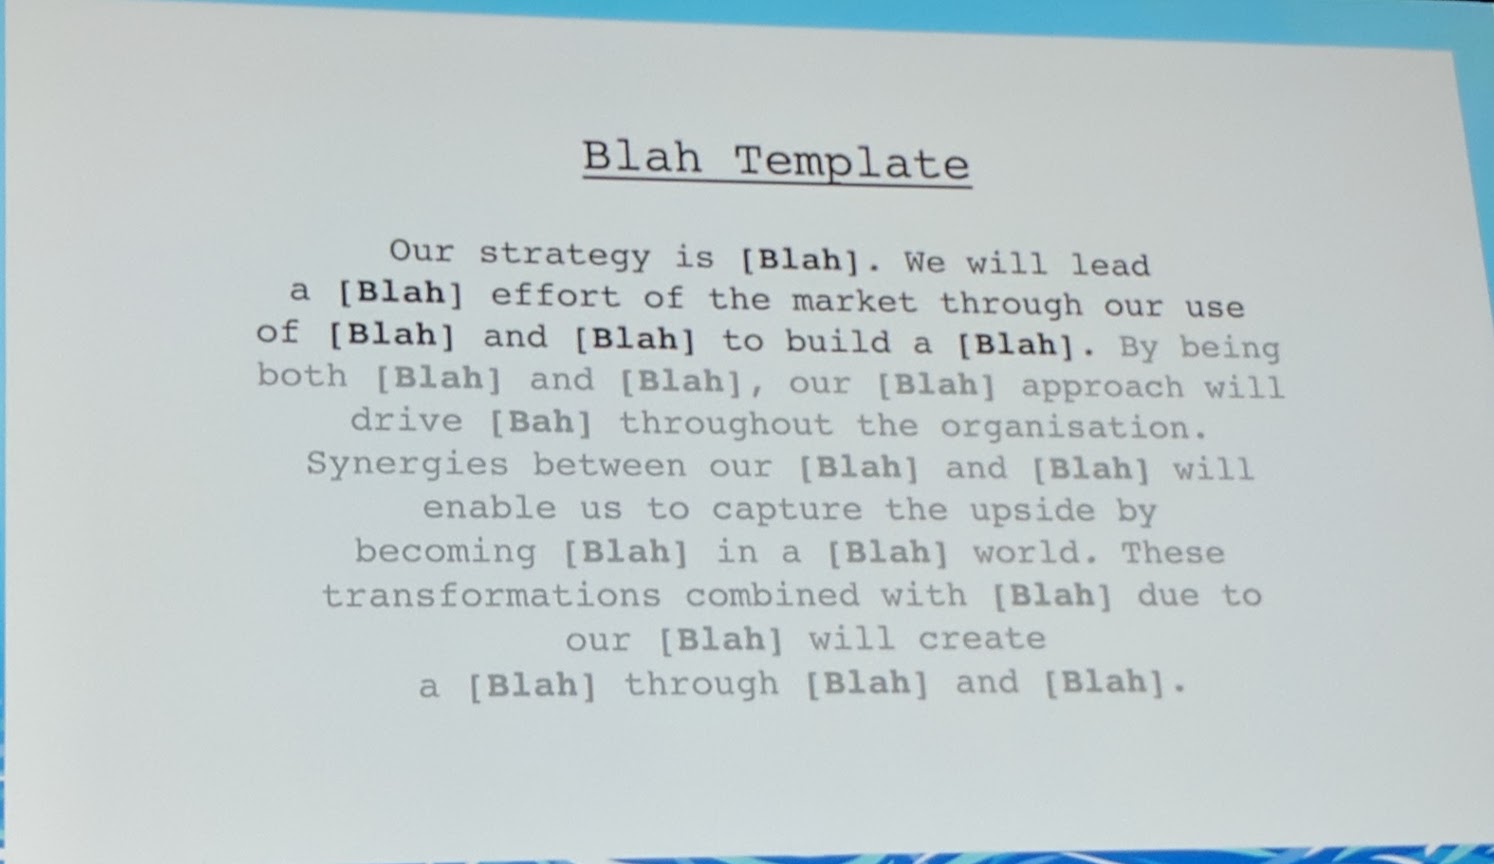 Blah Template
Our strategy is [Blah]. We will lead
a [Blah] effort of the market through our use
of [Blah] and [Blah] to build a [Blah]. By being
both [Blah] and [Blah], our [Blah] approach will
drive [Bah] throughout the organisation.
Synergies between our [Blah] and [Blah] will
enable us to capture the upside by
becoming [Blah] in a [Blah] world. These
transformations combined with [Blah] due to
our [Blah] will create
a [Blah] through [Blah] and [Blah].